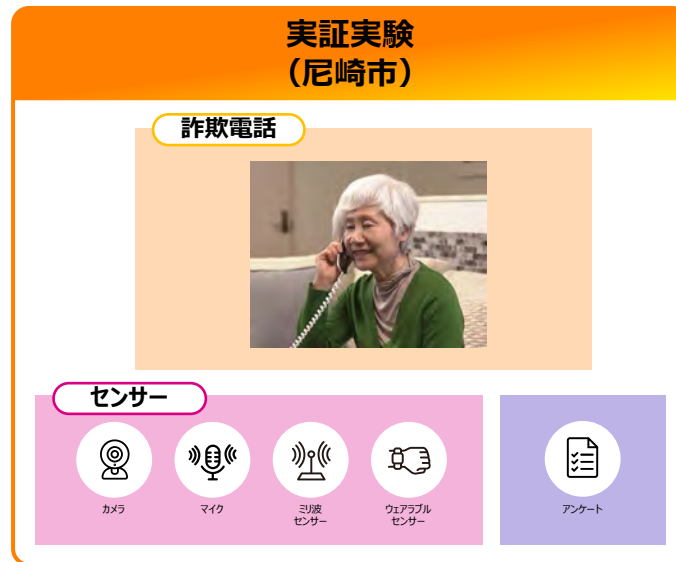 実証実験
（尼崎市）
詐欺電話
センサー
カメラ
マイク
ミリ波
センサー
ウェアラブル
センサー
アンケート